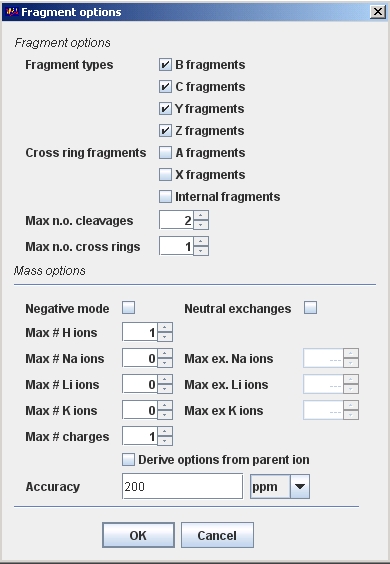 Fragment options
Fragment options
Fragment types B fragments
C fragments
Y fragments
Z fragments
Cross ring fragments A fragments
X fragments
Internal fragments
Max n.o. cleavages 2
Max n.o. cross rings 1
Mass options
Negative mode Neutral exchanges
Max # H ions 1
Max # Na ions 0 Max ex. Na ions ---
Max # Li ions 0 Max ex. Li ions ---
Max # K ions 0 Max ex K ions ---
Max # charges 1
Derive options from parent ion
Accuracy 200 ppm
OK Cancel